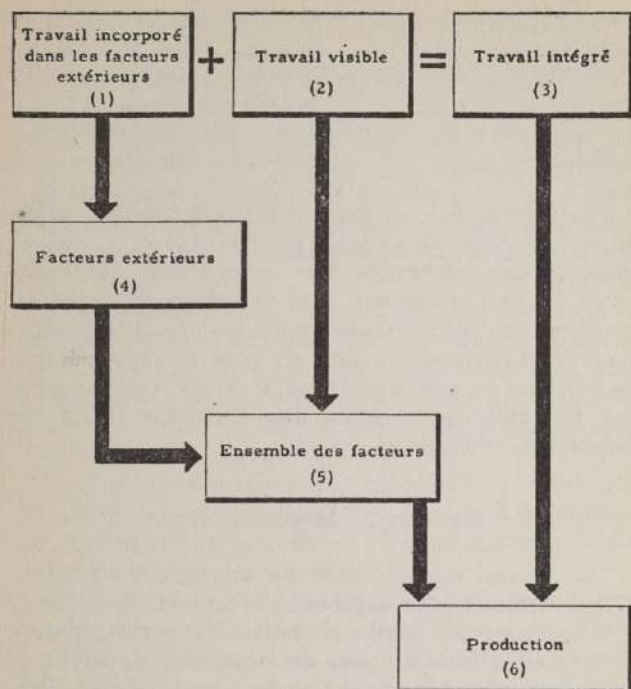 Travail incorporé
dans les facteurs
extérieurs
(1)
+
Travail visible
(2)
=
Travail intégré
(3)
Facteurs extérieurs
(4)
Ensemble des facteurs
(5)
Production
(6)